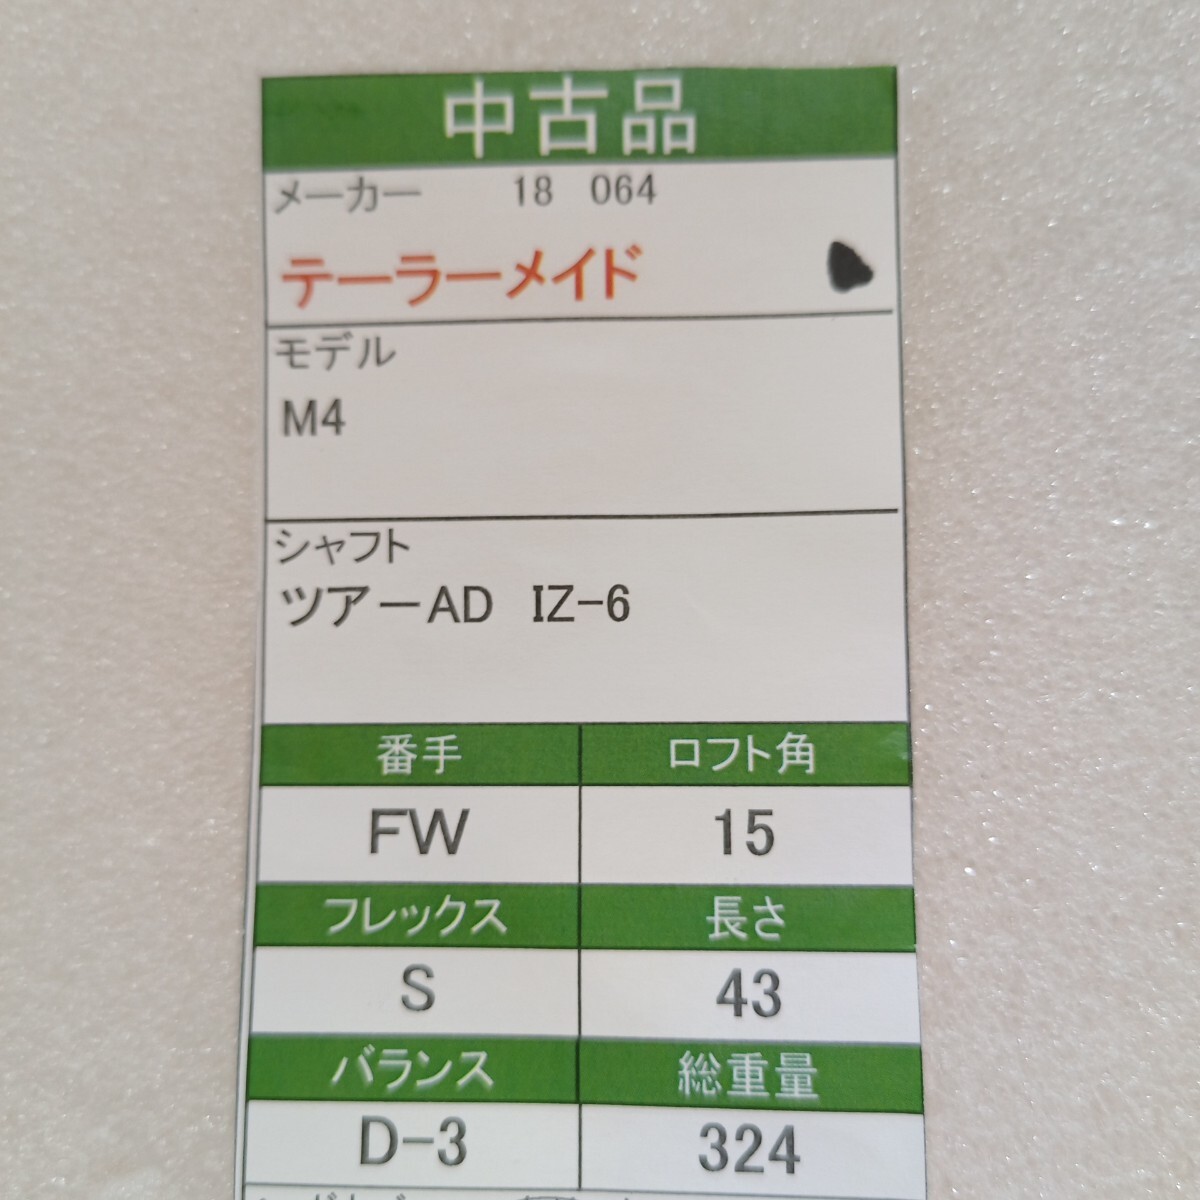 中古品
メーカー 18 064
テーラーメイド
モデル
M4
シャフト
ツアーAD IZ-6
番手 ロフト角
FW 15
フレックス 長さ
S 43
バランス 総重量
D-3 324